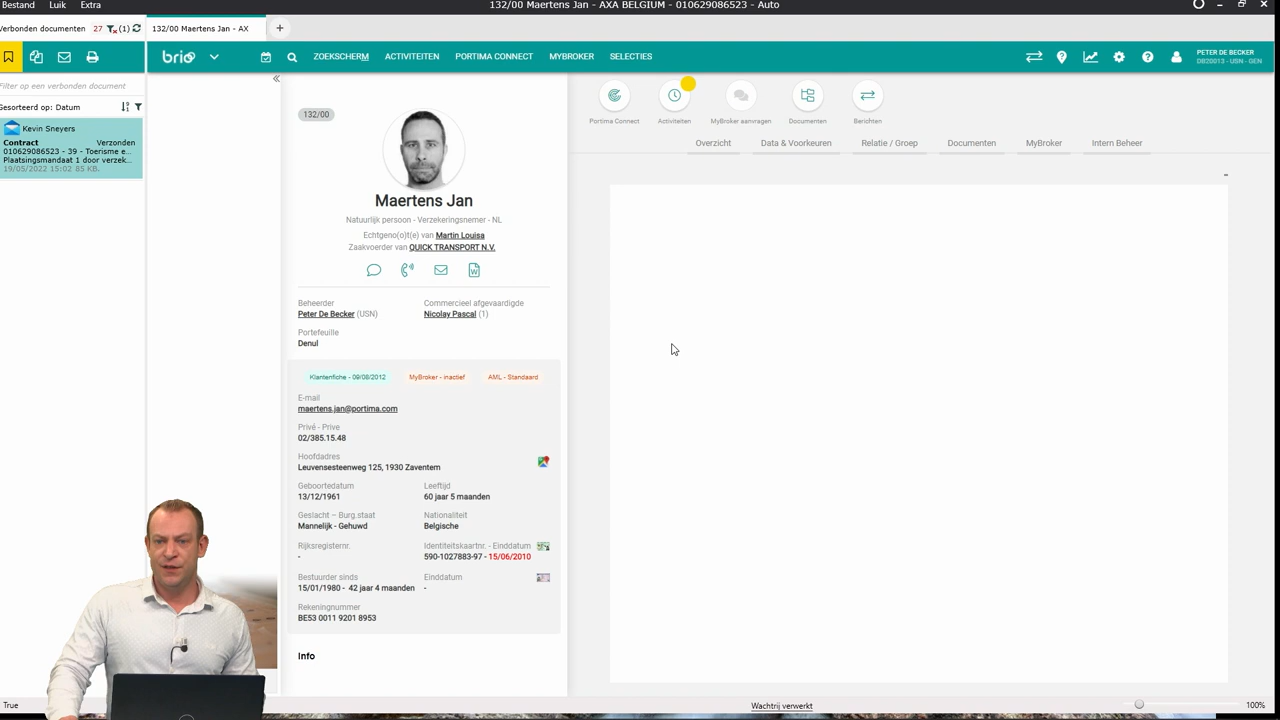 Bestand Luik Extra
132/00 Maertens Jan - AXA BELGIUM - 010629086523 - Auto
Verbonden documenten 27 (1)
132/00 Maertens Jan - AX
+
brio
ZOEKSCHERM ACTIVITEITEN PORTIMA CONNECT MYBROKER SELECTIES
PETER DE BECKER
DB20013 - USN - GEN
Filter op een verbonden document
Gesorteerd op: Datum
Kevin Sneyers
Contract Verzonden
010629086523 - 39 - Toerisme e...
Plaatsingsmandaat 1 door verzek...
19/05/2022 15:02 85 KB.
132/00
Maertens Jan
Natuurlijk persoon - Verzekeringsnemer - NL
Echtgeno(o)t(e) van Martin Louisa
Zaakvoerder van QUICK TRANSPORT N.V.
Beheerder Commercieel afgevaardigde
Peter De Becker (USN) Nicolay Pascal (1)
Portefeuille
Denul
Klantenfiche - 09/08/2012 MyBroker - inactief AML - Standaard
E-mail
maertens.jan@portima.com
Privé - Prive
02/385.15.48
Hoofdadres
Leuvensesteenweg 125, 1930 Zaventem
Geboortedatum Leeftijd
13/12/1961 60 jaar 5 maanden
Geslacht – Burg.staat Nationaliteit
Mannelijk - Gehuwd Belgische
Rijksregisternr. Identiteitskaartnr. - Einddatum
- 590-1027883-97 - 15/06/2010
Bestuurder sinds Einddatum
15/01/1980 - 42 jaar 4 maanden -
Rekeningnummer
BE53 0011 9201 8953
Info
Portima Connect Activiteiten MyBroker aanvragen Documenten Berichten
Overzicht Data & Voorkeuren Relatie / Groep Documenten MyBroker Intern Beheer
True
Wachtrij verwerkt
100%